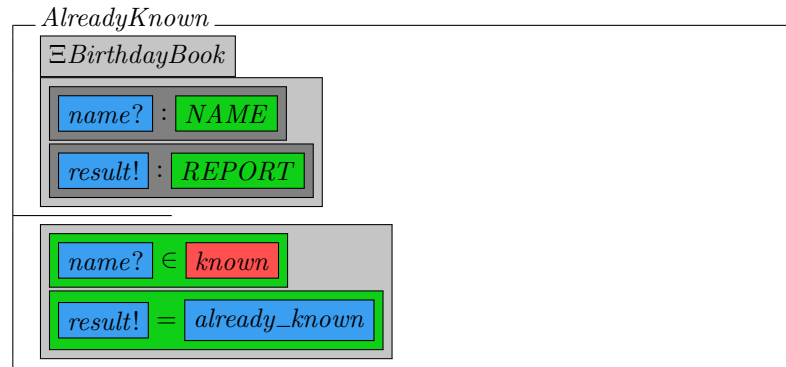 AlreadyKnown
ΞBirthdayBook
name? : NAME
result! : REPORT
name? ∈ known
result! = already_known